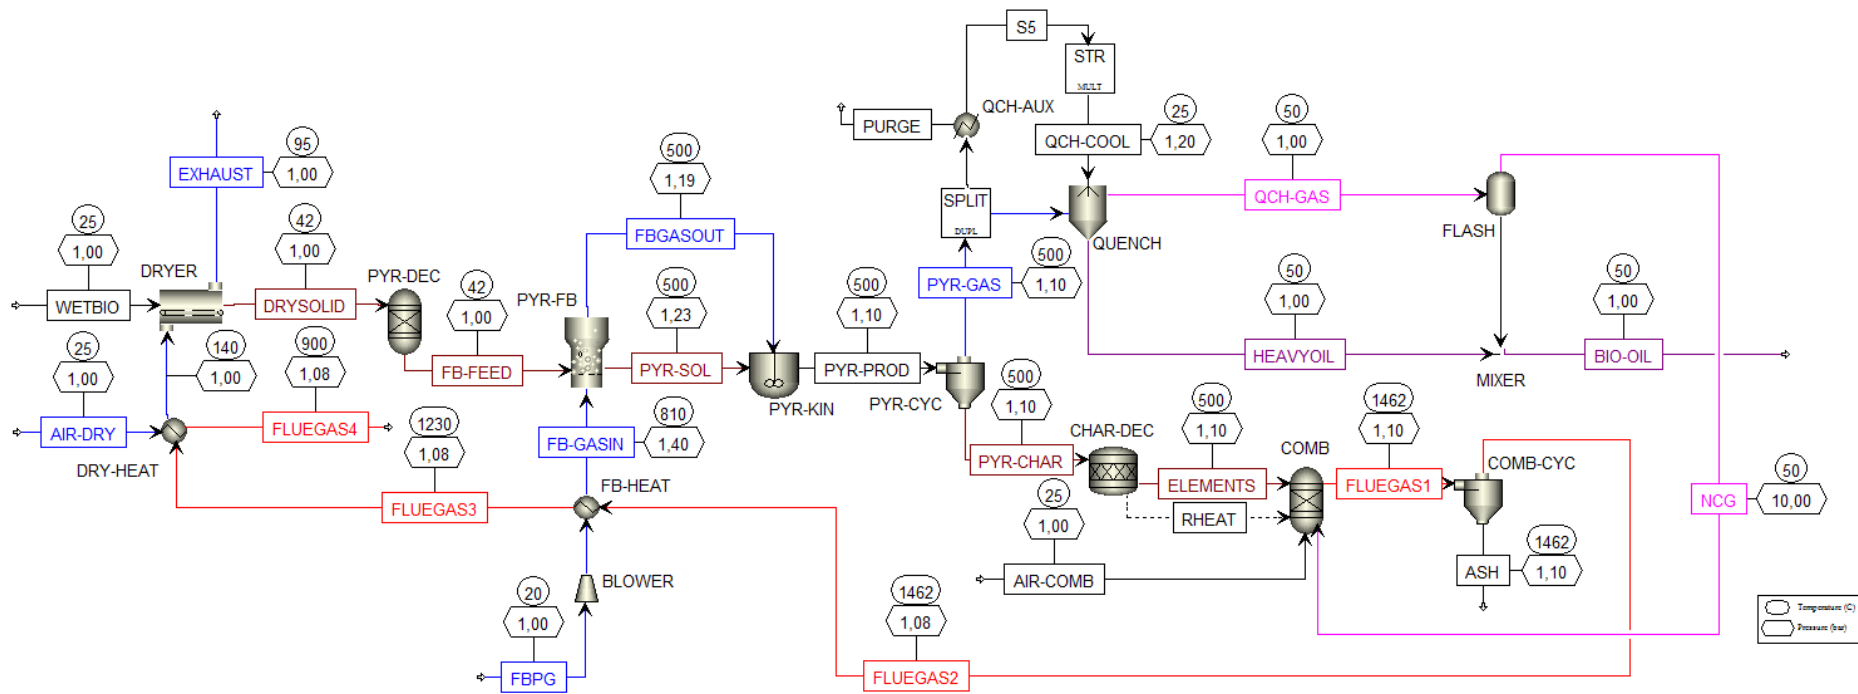 S5
STR
MULT
QCH-AUX
PURGE
QCH-COOL
25
1,20
50
1,00
QCH-GAS
FLASH
SPLIT
DUPL
QUENCH
95
1,00
EXHAUST
500
1,19
FBGASOUT
25
1,00
WETBIO
DRYER
42
1,00
DRYSOLID
PYR-DEC
PYR-FB
42
1,00
FB-FEED
500
1,23
PYR-SOL
PYR-KIN
500
1,10
PYR-PROD
PYR-GAS
500
1,10
PYR-CYC
50
1,00
HEAVYOIL
MIXER
50
1,00
BIO-OIL
25
1,00
AIR-DRY
140
1,00
900
1,08
FLUEGAS4
DRY-HEAT
1230
1,08
FLUEGAS3
FB-GASIN
810
1,40
FB-HEAT
BLOWER
20
1,00
FBPG
500
1,10
PYR-CHAR
CHAR-DEC
500
1,10
ELEMENTS
RHEAT
COMB
1462
1,10
FLUEGAS1
COMB-CYC
25
1,00
AIR-COMB
ASH
1462
1,10
NCG
50
10,00
1462
1,08
FLUEGAS2
Temperature (C)
Pressure (bar)